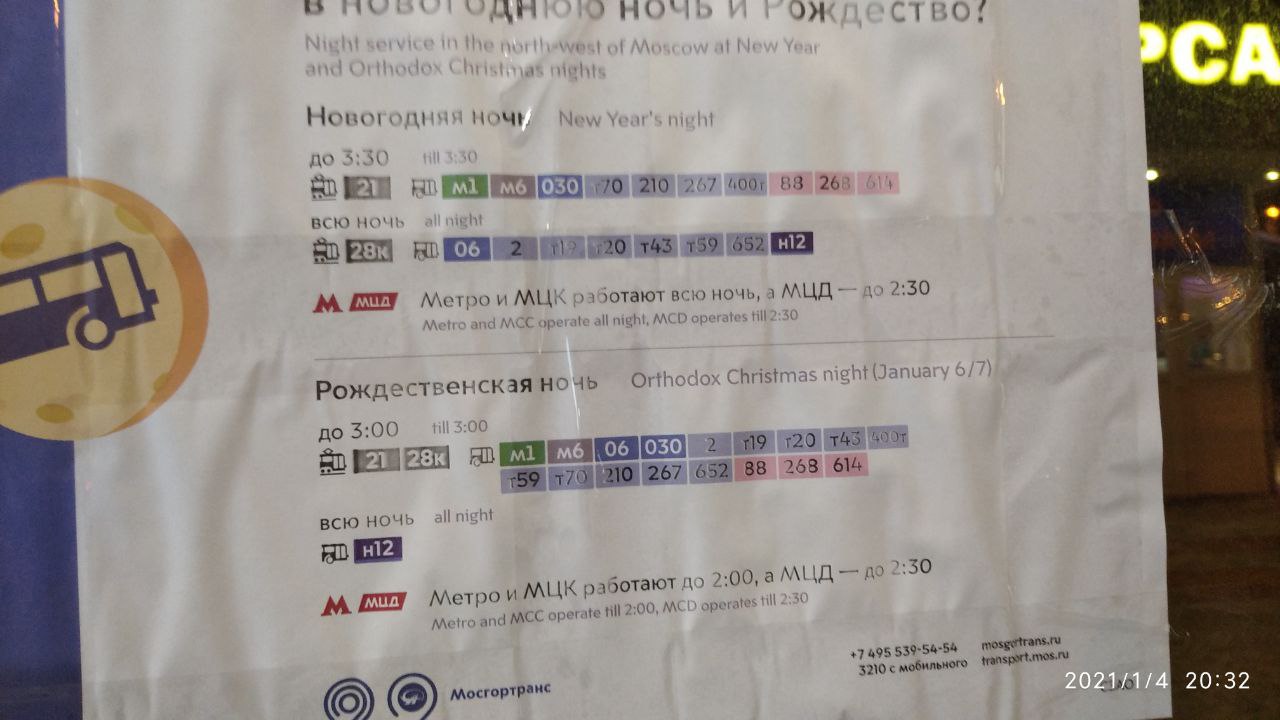 в новогоднюю ночь и Рождество?
Night service in the north-west of Moscow at New Year
and Orthodox Christmas nights
Новогодняя ночь New Year's night
до 3:30 till 3:30
21 м1 м6 030 т70 210 267 400т 88 268 614
всю ночь all night
28к 06 2 т19 т20 т43 т59 652 н12
М МЦД Метро и МЦК работают всю ночь, а МЦД — до 2:30
Metro and MCC operate all night, MCD operates till 2:30
Рождественская ночь Orthodox Christmas night (January 6/7)
до 3:00 till 3:00
21 28к м1 м6 06 030 2 т19 т20 т43 400т
т59 т70 210 267 652 88 268 614
всю ночь all night
н12
М МЦД Метро и МЦК работают до 2:00, а МЦД — до 2:30
Metro and MCC operate till 2:00, MCD operates till 2:30
+7 495 539-54-54 mosgortrans.ru
3210 с мобильного transport.mos.ru
Мосгортранс
РСА
2021/1/4 20:32